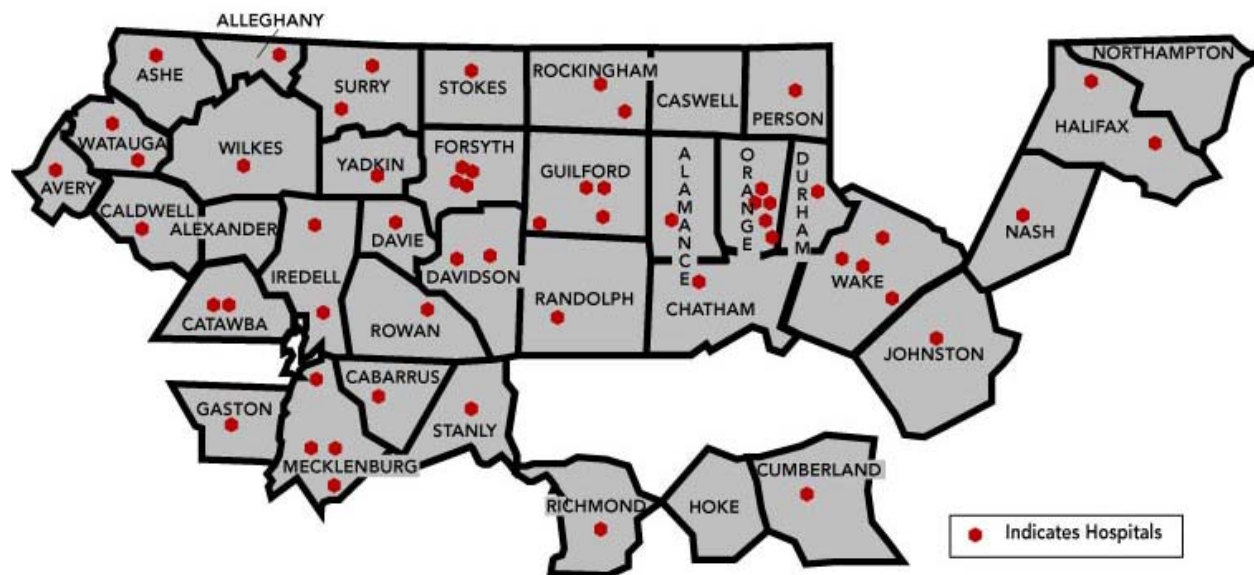 ALLEGHANY
ASHE
SURRY
STOKES
ROCKINGHAM
CASWELL
PERSON
NORTHAMPTON
HALIFAX
WATAUGA
WILKES
YADKIN
FORSYTH
GUILFORD
ALAMANCE
ORANGE
DURHAM
AVERY
CALDWELL
ALEXANDER
DAVIE
NASH
IREDELL
DAVIDSON
WAKE
RANDOLPH
CHATHAM
CATAWBA
ROWAN
JOHNSTON
CABARRUS
GASTON
STANLY
MECKLENBURG
CUMBERLAND
RICHMOND
HOKE
Indicates Hospitals